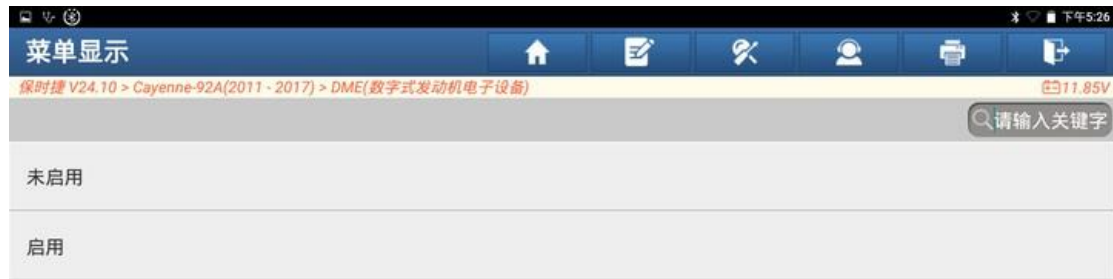 下午5:26
菜单显示
保时捷 V24.10 > Cayenne-92A(2011 - 2017) > DME(数字式发动机电子设备)
11.85V
请输入关键字
未启用
启用